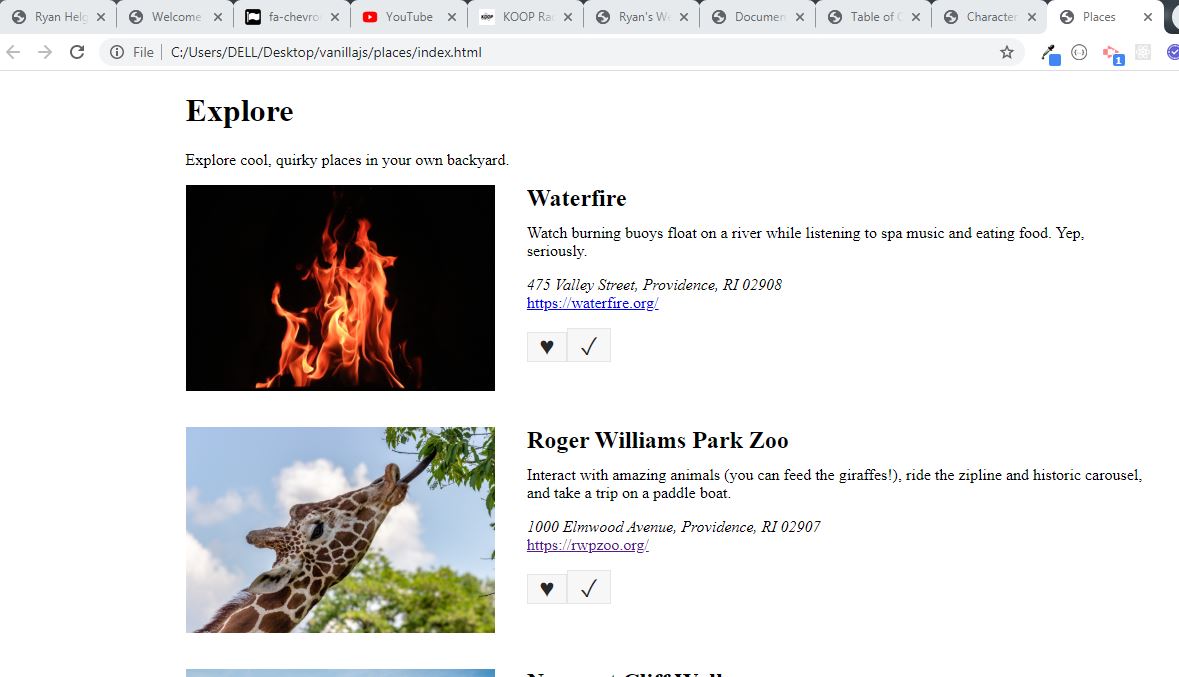 Ryan Helg
Welcome
fa-chevro
YouTube
KOOP
KOOP Rad
Ryan's We
Documen
Table of C
Character
Places
File
C:/Users/DELL/Desktop/vanillajs/places/index.html
1
Explore
Explore cool, quirky places in your own backyard.
Waterfire
Watch burning buoys float on a river while listening to spa music and eating food. Yep,
seriously.
475 Valley Street, Providence, RI 02908
https://waterfire.org/
♥ ✓
Roger Williams Park Zoo
Interact with amazing animals (you can feed the giraffes!), ride the zipline and historic carousel,
and take a trip on a paddle boat.
1000 Elmwood Avenue, Providence, RI 02907
https://rwpzoo.org/
♥ ✓